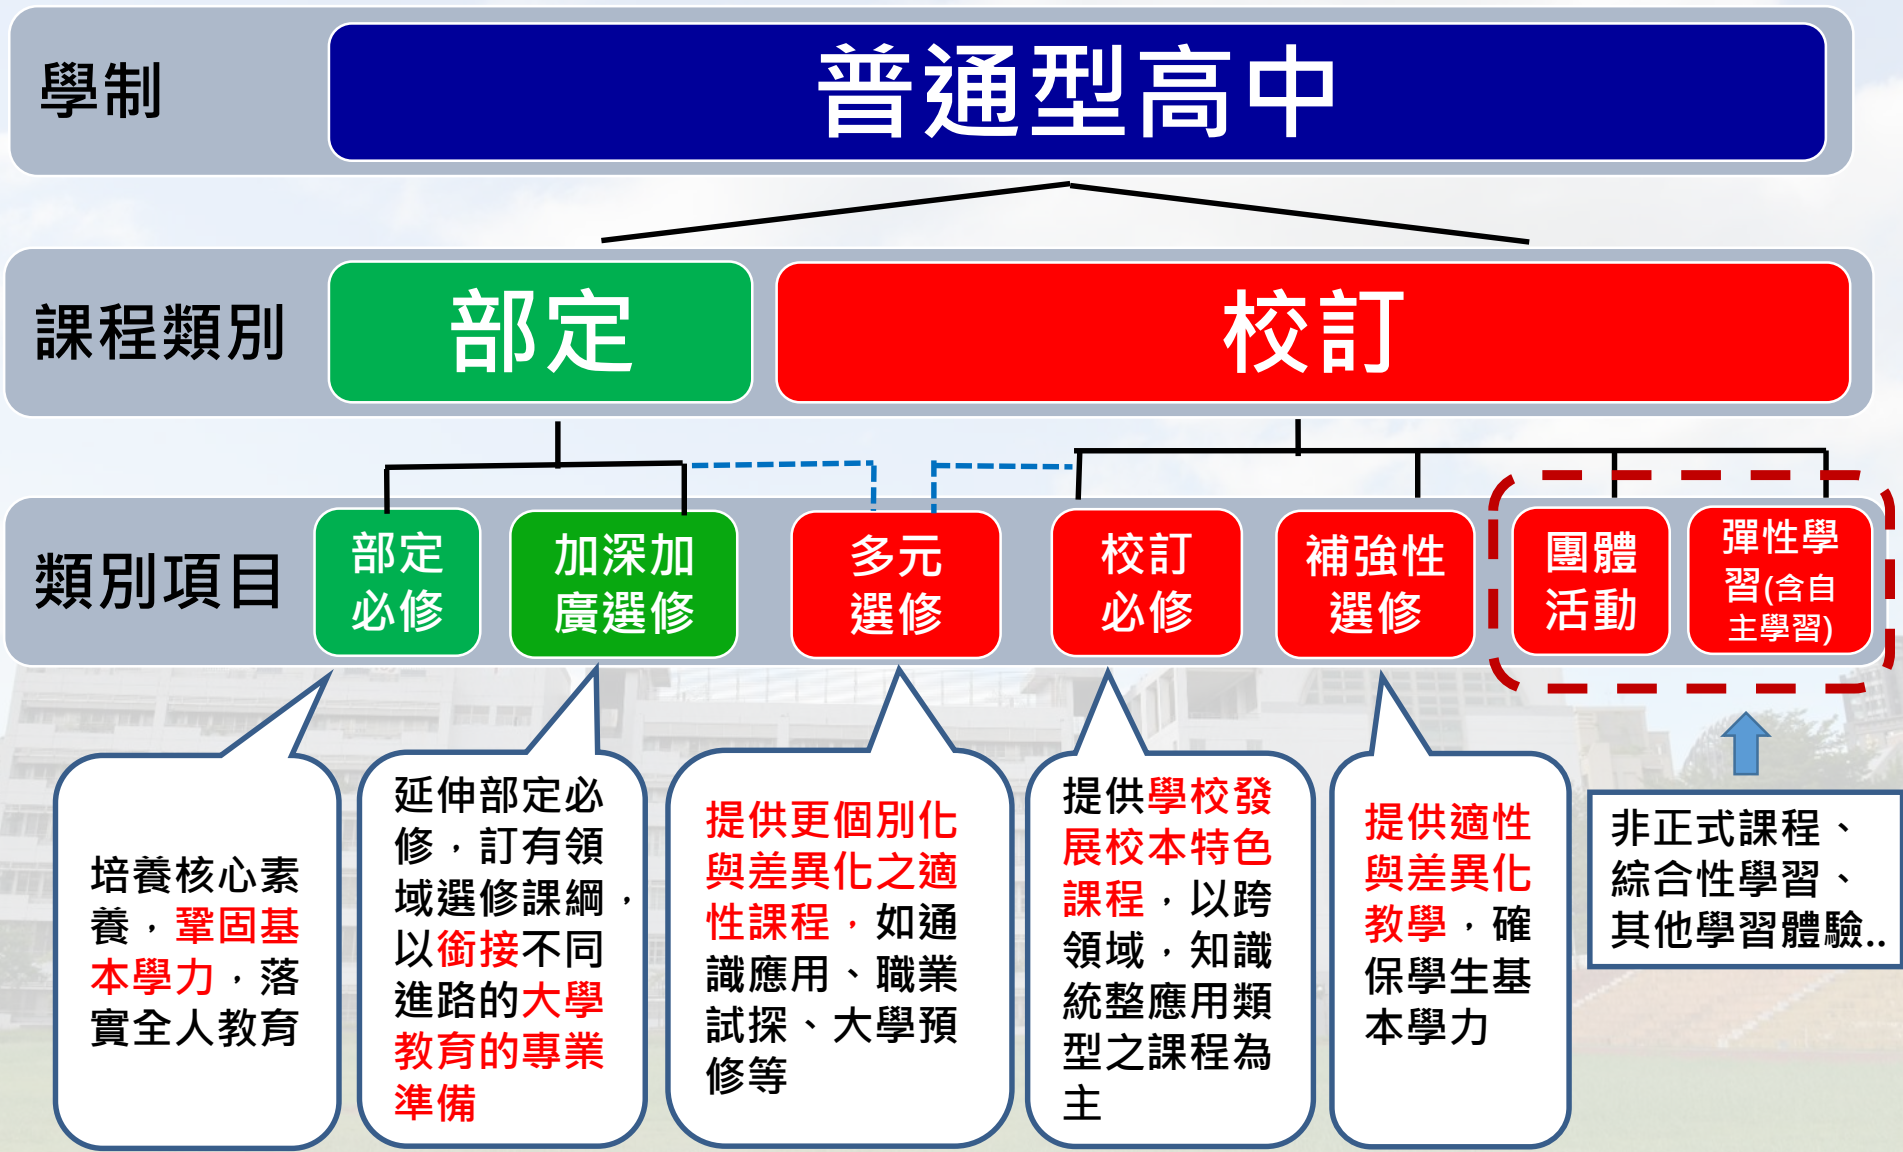 學制
普通型高中
課程類別
部定
校訂
類別項目
部定
必修
加深加
廣選修
多元
選修
校訂
必修
補強性
選修
團體
活動
彈性學
習(含自
主學習)
培養核心素
養，鞏固基
本學力，落
實全人教育
延伸部定必
修，訂有領
域選修課綱，
以銜接不同
進路的大學
教育的專業
準備
提供更個別化
與差異化之適
性課程，如通
識應用、職業
試探、大學預
修等
提供學校發
展校本特色
課程，以跨
領域，知識
統整應用類
型之課程為
主
提供適性
與差異化
教學，確
保學生基
本學力
非正式課程、
綜合性學習、
其他學習體驗..